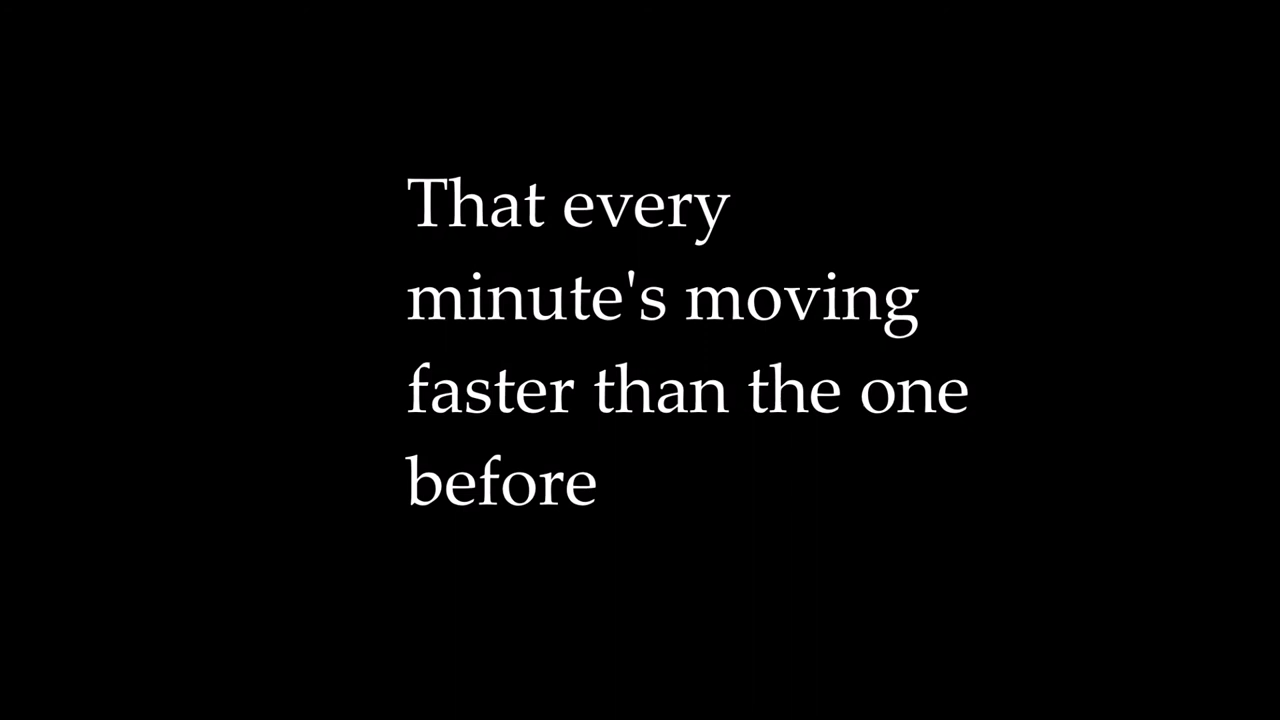 That every
minute's moving
faster than the one
before